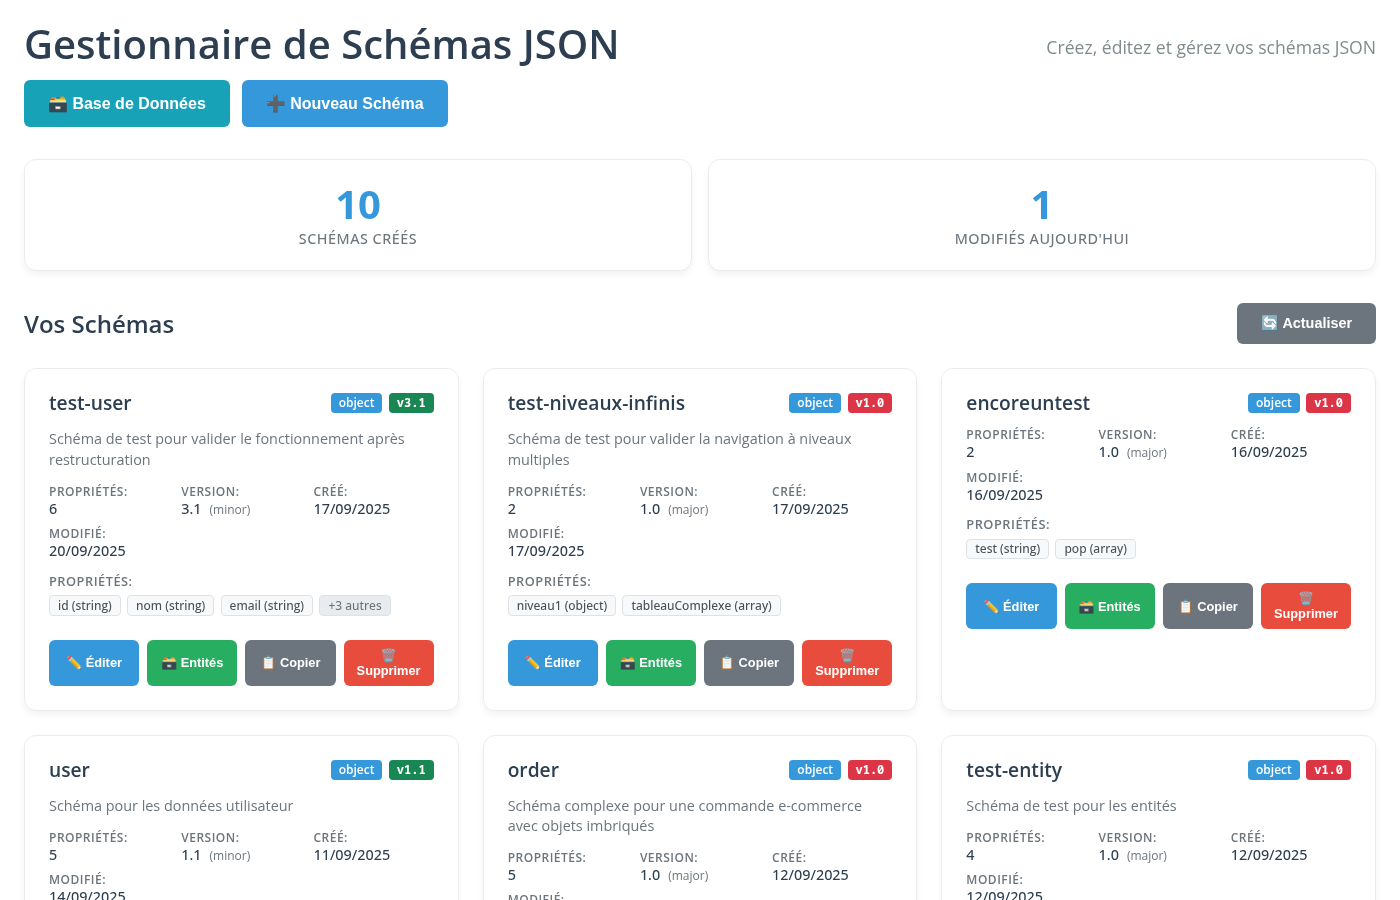 Gestionnaire de Schémas JSON
Créez, éditez et gérez vos schémas JSON
Base de Données
Nouveau Schéma
10
SCHÉMAS CRÉÉS
1
MODIFIÉS AUJOURD'HUI
Vos Schémas
Actualiser
test-user
object v3.1
Schéma de test pour valider le fonctionnement après
restructuration
PROPRIÉTÉS: VERSION: CRÉÉ:
6 3.1 (minor) 17/09/2025
MODIFIÉ:
20/09/2025
PROPRIÉTÉS:
id (string) nom (string) email (string) +3 autres
Éditer Entités Copier Supprimer
test-niveaux-infinis
object v1.0
Schéma de test pour valider la navigation à niveaux
multiples
PROPRIÉTÉS: VERSION: CRÉÉ:
2 1.0 (major) 17/09/2025
MODIFIÉ:
17/09/2025
PROPRIÉTÉS:
niveau1 (object) tableauComplexe (array)
Éditer Entités Copier Supprimer
encoreuntest
object v1.0
PROPRIÉTÉS: VERSION: CRÉÉ:
2 1.0 (major) 16/09/2025
MODIFIÉ:
16/09/2025
PROPRIÉTÉS:
test (string) pop (array)
Éditer Entités Copier Supprimer
user
object v1.1
Schéma pour les données utilisateur
PROPRIÉTÉS: VERSION: CRÉÉ:
5 1.1 (minor) 11/09/2025
MODIFIÉ:
14/09/2025
order
object v1.0
Schéma complexe pour une commande e-commerce
avec objets imbriqués
PROPRIÉTÉS: VERSION: CRÉÉ:
5 1.0 (major) 12/09/2025
MODIFIÉ:
test-entity
object v1.0
Schéma de test pour les entités
PROPRIÉTÉS: VERSION: CRÉÉ:
4 1.0 (major) 12/09/2025
MODIFIÉ:
12/09/2025